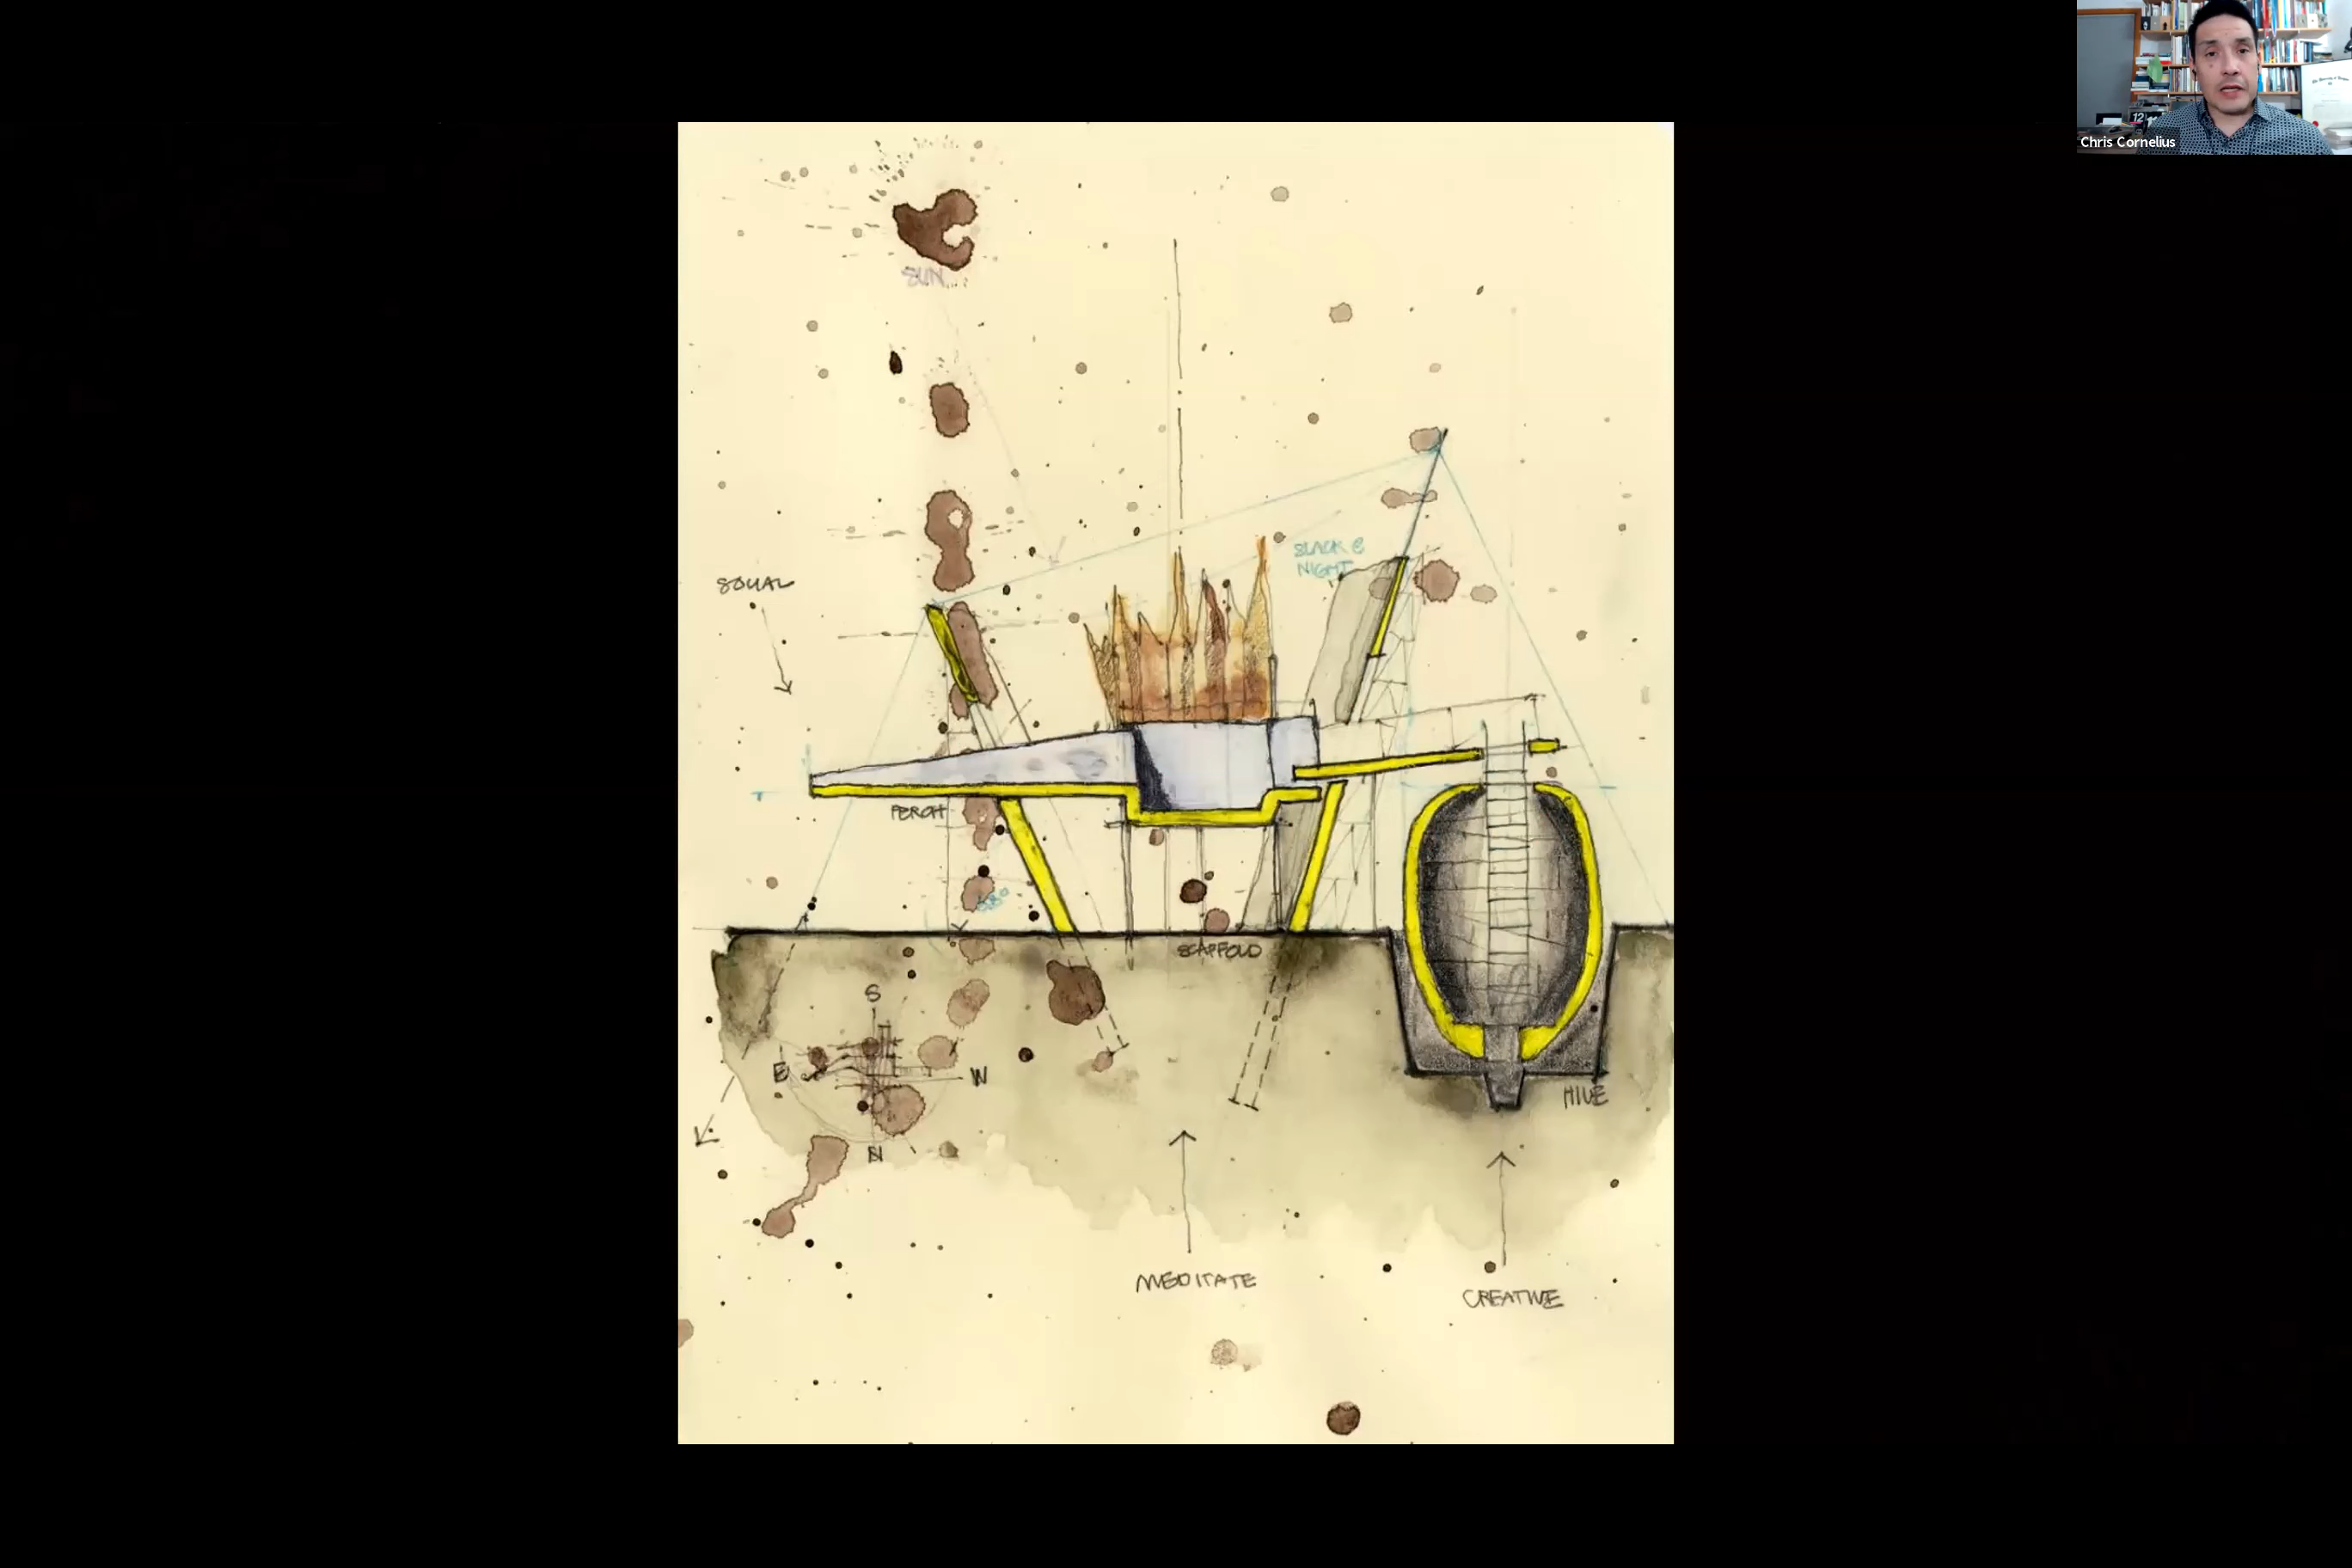 Chris Cornelius
SUN
SLACK @
NIGHT
SOCIAL
PERCH
SCAFFOLD
S
E
W
N
HIVE
MEDITATE
CREATIVE